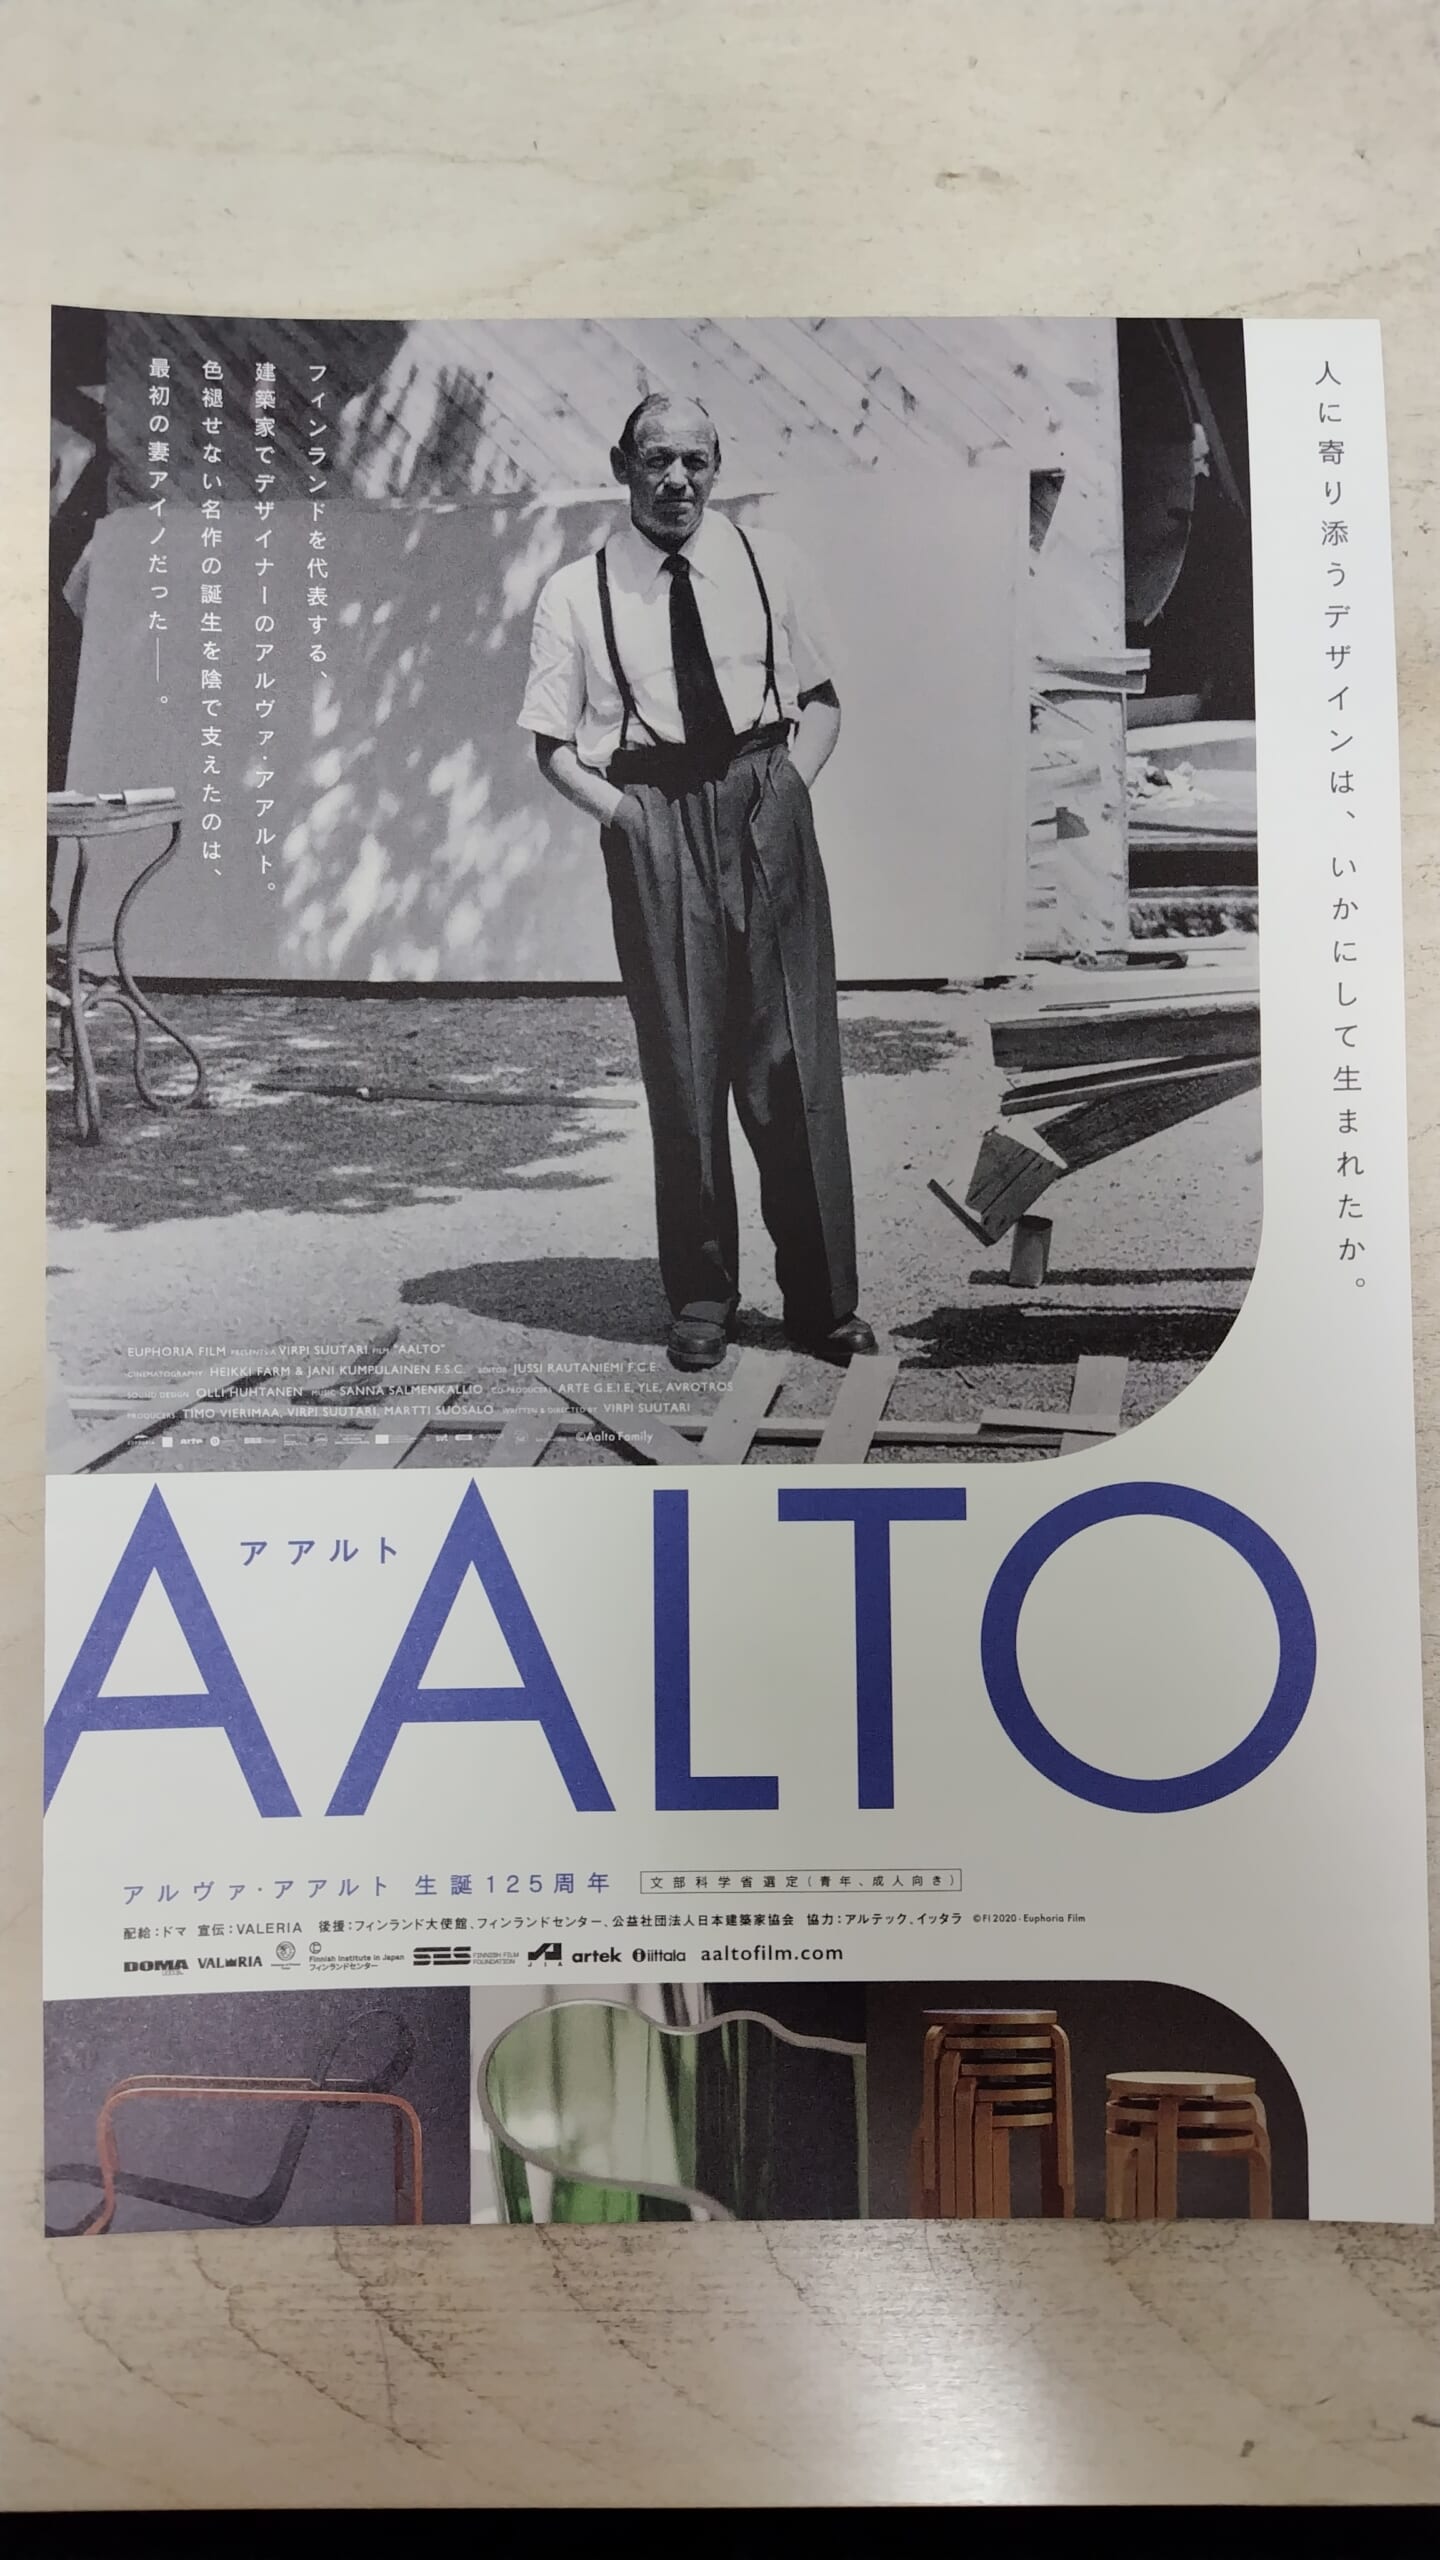 人に寄り添うデザインは、いかにして生まれたか。
フィンランドを代表する、
建築家でデザイナーのアルヴァ・アアルト。
色褪せない名作の誕生を陰で支えたのは、
最初の妻アイノだった──。
EUPHORIA FILM PRESENTS A VIRPI SUUTARI FILM "AALTO"
CINEMATOGRAPHY HEIKKI FARM & JANI KUMPULAINEN F.S.C. EDITOR JUSSI RAUTANIEMI F.C.E.
SOUND DESIGN OLLI HUHTANEN MUSIC SANNA SALMENKALLIO CO-PRODUCERS ARTE G.E.I.E, YLE, AVROTROS
PRODUCERS TIMO VIERIMAA, VIRPI SUUTARI, MARTTI SUOSALO WRITTEN & DIRECTED BY VIRPI SUUTARI
arte ©Aalto Family
アアルト
AALTO
アルヴァ・アアルト 生誕125周年 文部科学省選定(青年、成人向き)
配給:ドマ 宣伝:VALERIA 後援:フィンランド大使館、フィンランドセンター、公益社団法人日本建築家協会 協力:アルテック、イッタラ ©FI 2020 - Euphoria Film
DOMA VALERIA Finnish Institute in Japan フィンランドセンター SES FINNISH FILM FOUNDATION JIA artek iittala aaltofilm.com